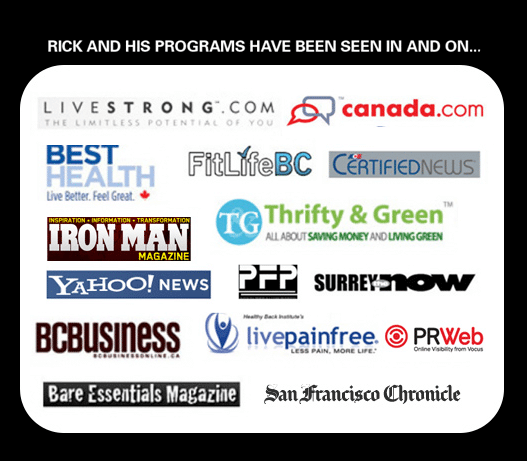 RICK AND HIS PROGRAMS HAVE BEEN SEEN IN AND ON...
LIVESTRONG™.COM
THE LIMITLESS POTENTIAL OF YOU
canada.com™
BEST
HEALTH
Live Better. Feel Great.
FitLifeBC
CERTIFIEDNEWS
INSPIRATION • INFORMATION • TRANSFORMATION
IRON MAN
MAGAZINE
TG Thrifty & Green™
ALL ABOUT SAVING MONEY AND LIVING GREEN
YAHOO! NEWS
PFP
SURREY now
BCBUSINESS
BCBUSINESSONLINE.CA
Healthy Back Institute's
livepainfree.
LESS PAIN, MORE LIFE.
PRWeb
Online Visibility from Vocus
Bare Essentials Magazine
San Francisco Chronicle